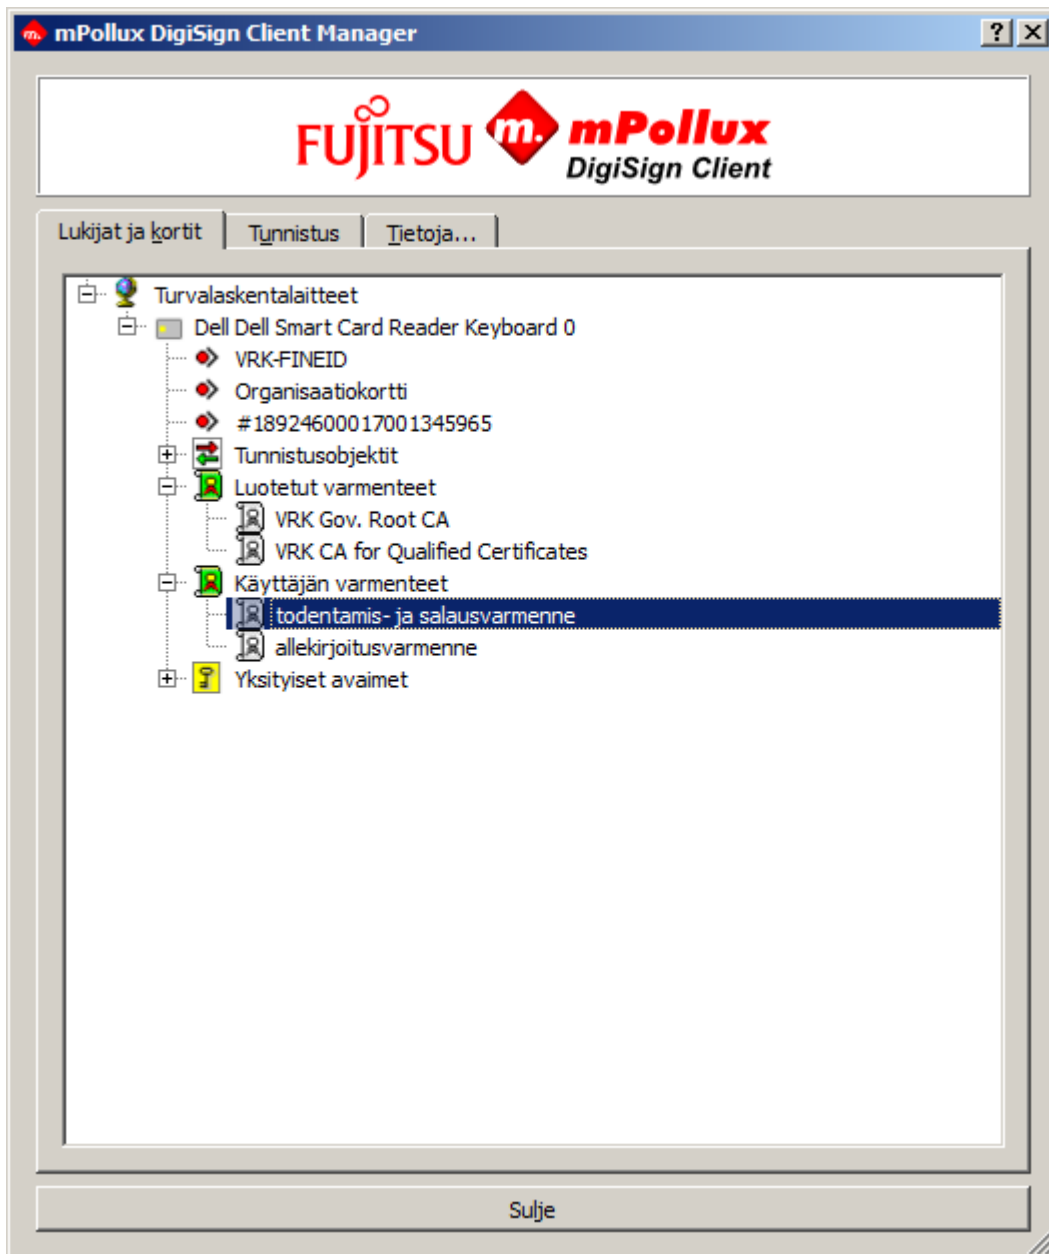 mPollux DigiSign Client Manager
FUJITSU m. mPollux
DigiSign Client
Lukijat ja kortit Tunnistus Tietoja...
Turvalaskentalaitteet
Dell Dell Smart Card Reader Keyboard 0
VRK-FINEID
Organisaatiokortti
#18924600017001345965
Tunnistusobjektit
Luotetut varmenteet
VRK Gov. Root CA
VRK CA for Qualified Certificates
Käyttäjän varmenteet
todentamis- ja salausvarmenne
allekirjoitusvarmenne
Yksityiset avaimet
Sulje